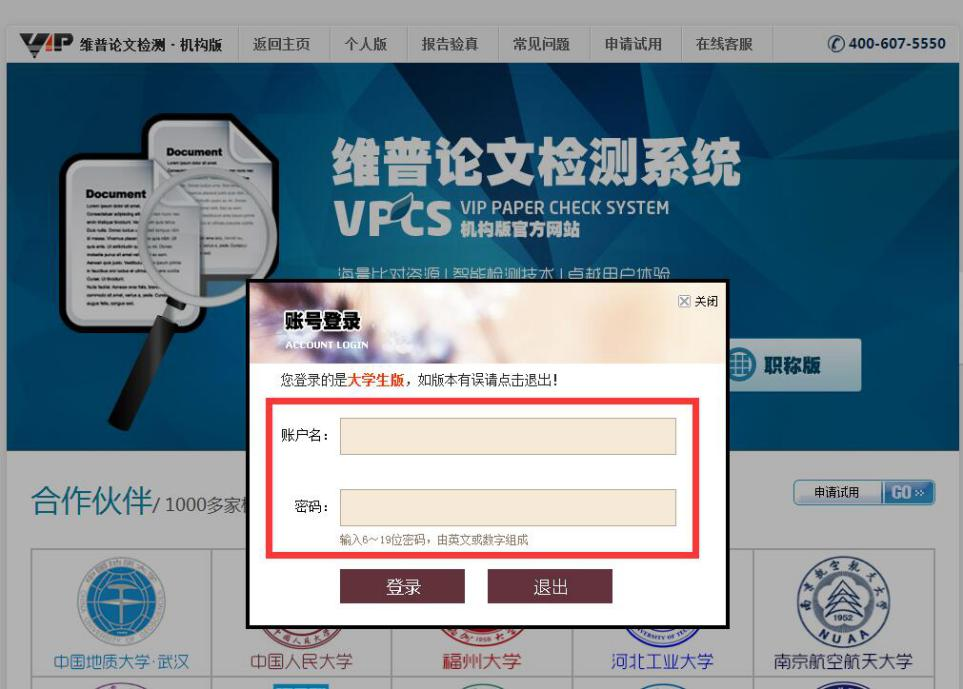 VIP 维普论文检测·机构版 返回主页 个人版 报告验真 常见问题 申请试用 在线客服 400-607-5550
Document
Document
维普论文检测系统
VPCS VIP PAPER CHECK SYSTEM
机构版官方网站
海量比对资源 | 智能检测技术 | 卓越用户体验
关闭
账号登录
ACCOUNT LOGIN
职称版
您登录的是大学生版，如版本有误请点击退出！
账户名：
合作伙伴/ 1000多家
申请试用 GO »
密码：
输入6～19位密码，由英文或数字组成
登录 退出
1952
NUAA
中国地质大学·武汉 中国人民大学 福州大学 河北工业大学 南京航空航天大学